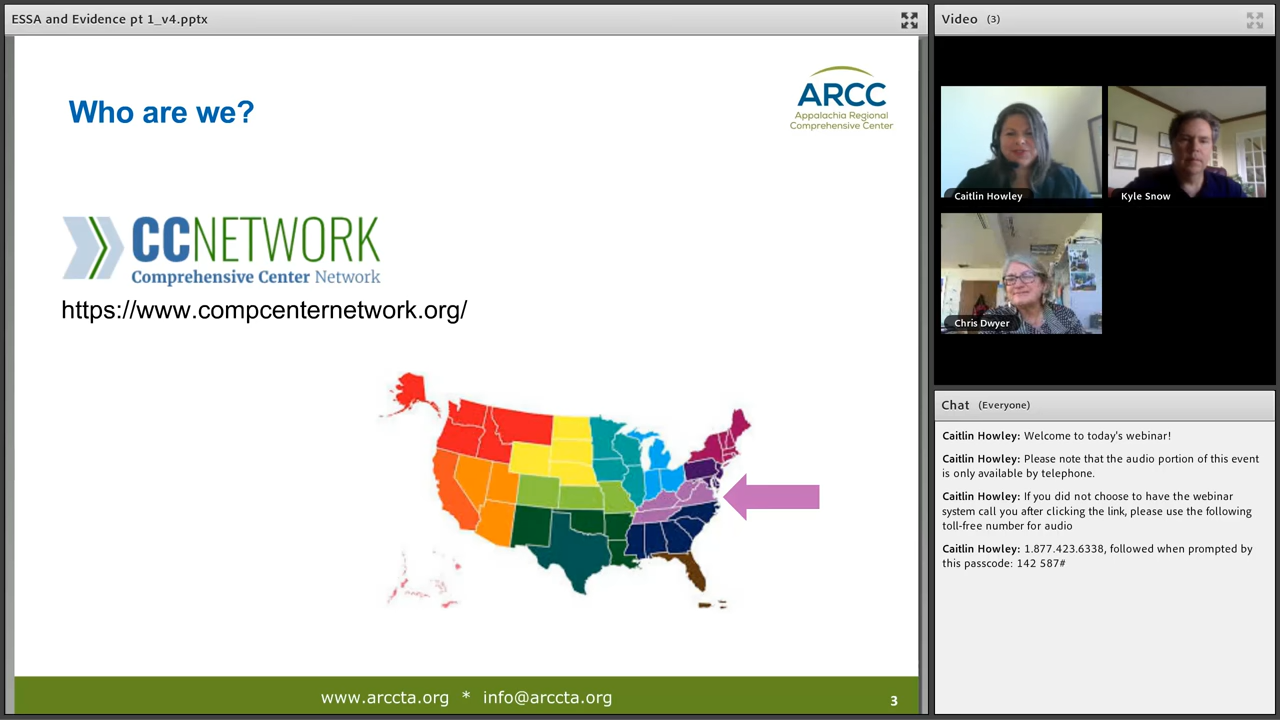 ESSA and Evidence pt 1_v4.pptx
Who are we?
ARCC
Appalachia Regional
Comprehensive Center
CCNETWORK
Comprehensive Center Network
https://www.compcenternetwork.org/
www.arccta.org * info@arccta.org
3
Video (3)
Caitlin Howley
Kyle Snow
Chris Dwyer
Chat (Everyone)
Caitlin Howley: Welcome to today's webinar!
Caitlin Howley: Please note that the audio portion of this event
is only available by telephone.
Caitlin Howley: If you did not choose to have the webinar
system call you after clicking the link, please use the following
toll-free number for audio
Caitlin Howley: 1.877.423.6338, followed when prompted by
this passcode: 142 587#